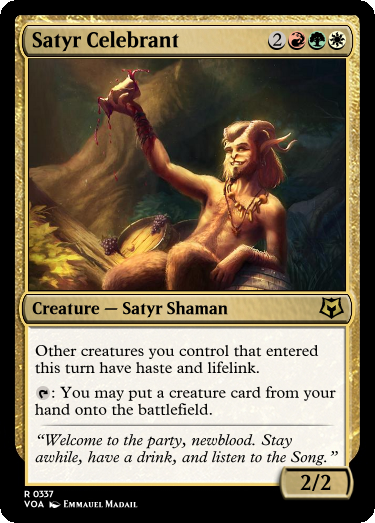 Satyr Celebrant 2
Creature — Satyr Shaman
Other creatures you control that entered
this turn have haste and lifelink.
: You may put a creature card from your
hand onto the battlefield.
“Welcome to the party, newblood. Stay
awhile, have a drink, and listen to the Song.”
2/2
R 0337
VOA Emmauel Madail